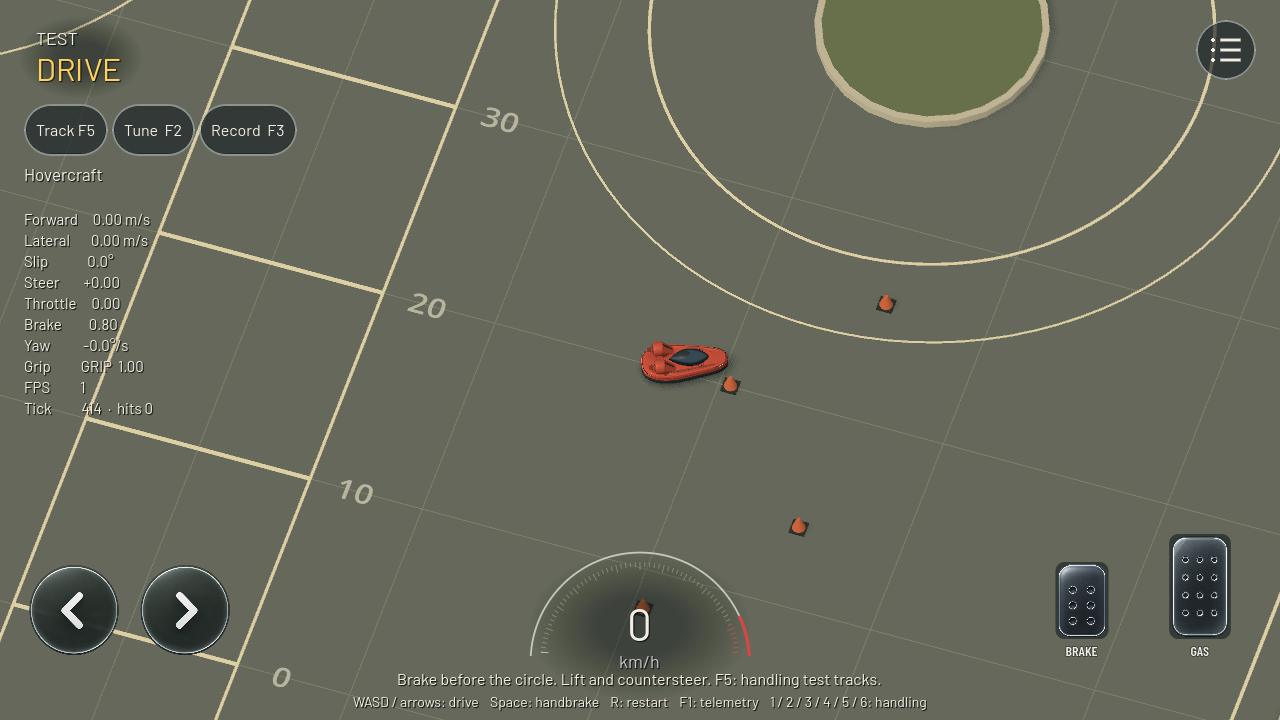 TEST
DRIVE
Track F5
Tune F2
Record F3
Hovercraft
Forward 0.00 m/s
Lateral 0.00 m/s
Slip 0.0°
Steer +0.00
Throttle 0.00
Brake 0.80
Yaw -0.0°/s
Grip GRIP 1.00
FPS 1
Tick 414 · hits 0
30
20
10
0
0
km/h
BRAKE
GAS
Brake before the circle. Lift and countersteer. F5: handling test tracks.
WASD / arrows: drive Space: handbrake R: restart F1: telemetry 1 / 2 / 3 / 4 / 5 / 6: handling